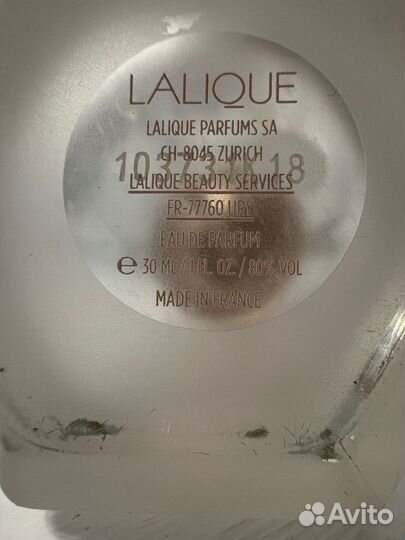 LALIQUE
LALIQUE PARFUMS SA
CH-8045 ZURICH
LALIQUE BEAUTY SERVICES
FR-77760 URY
EAU DE PARFUM
e 30 ML / 1 FL. OZ. / 80% VOL
MADE IN FRANCE
Avito